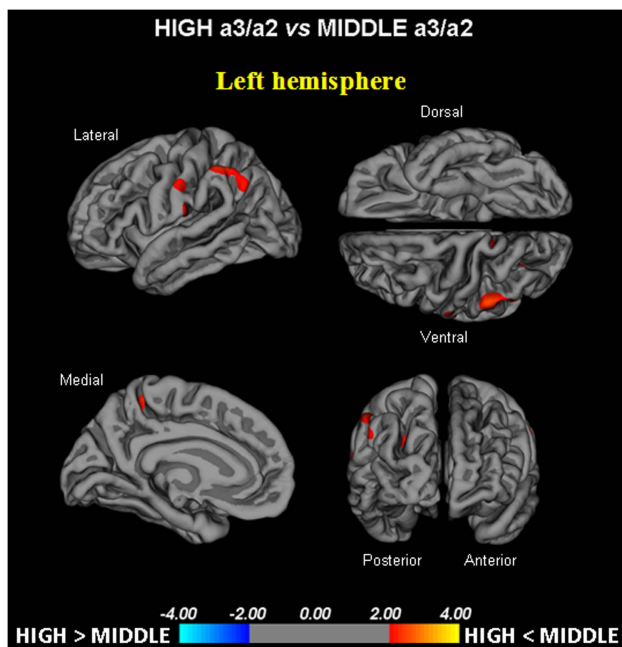 HIGH a3/a2 vs MIDDLE a3/a2
Left hemisphere
Lateral
Dorsal
Ventral
Medial
Posterior
Anterior
-4.00 -2.00 0.00 2.00 4.00
HIGH > MIDDLE
HIGH < MIDDLE